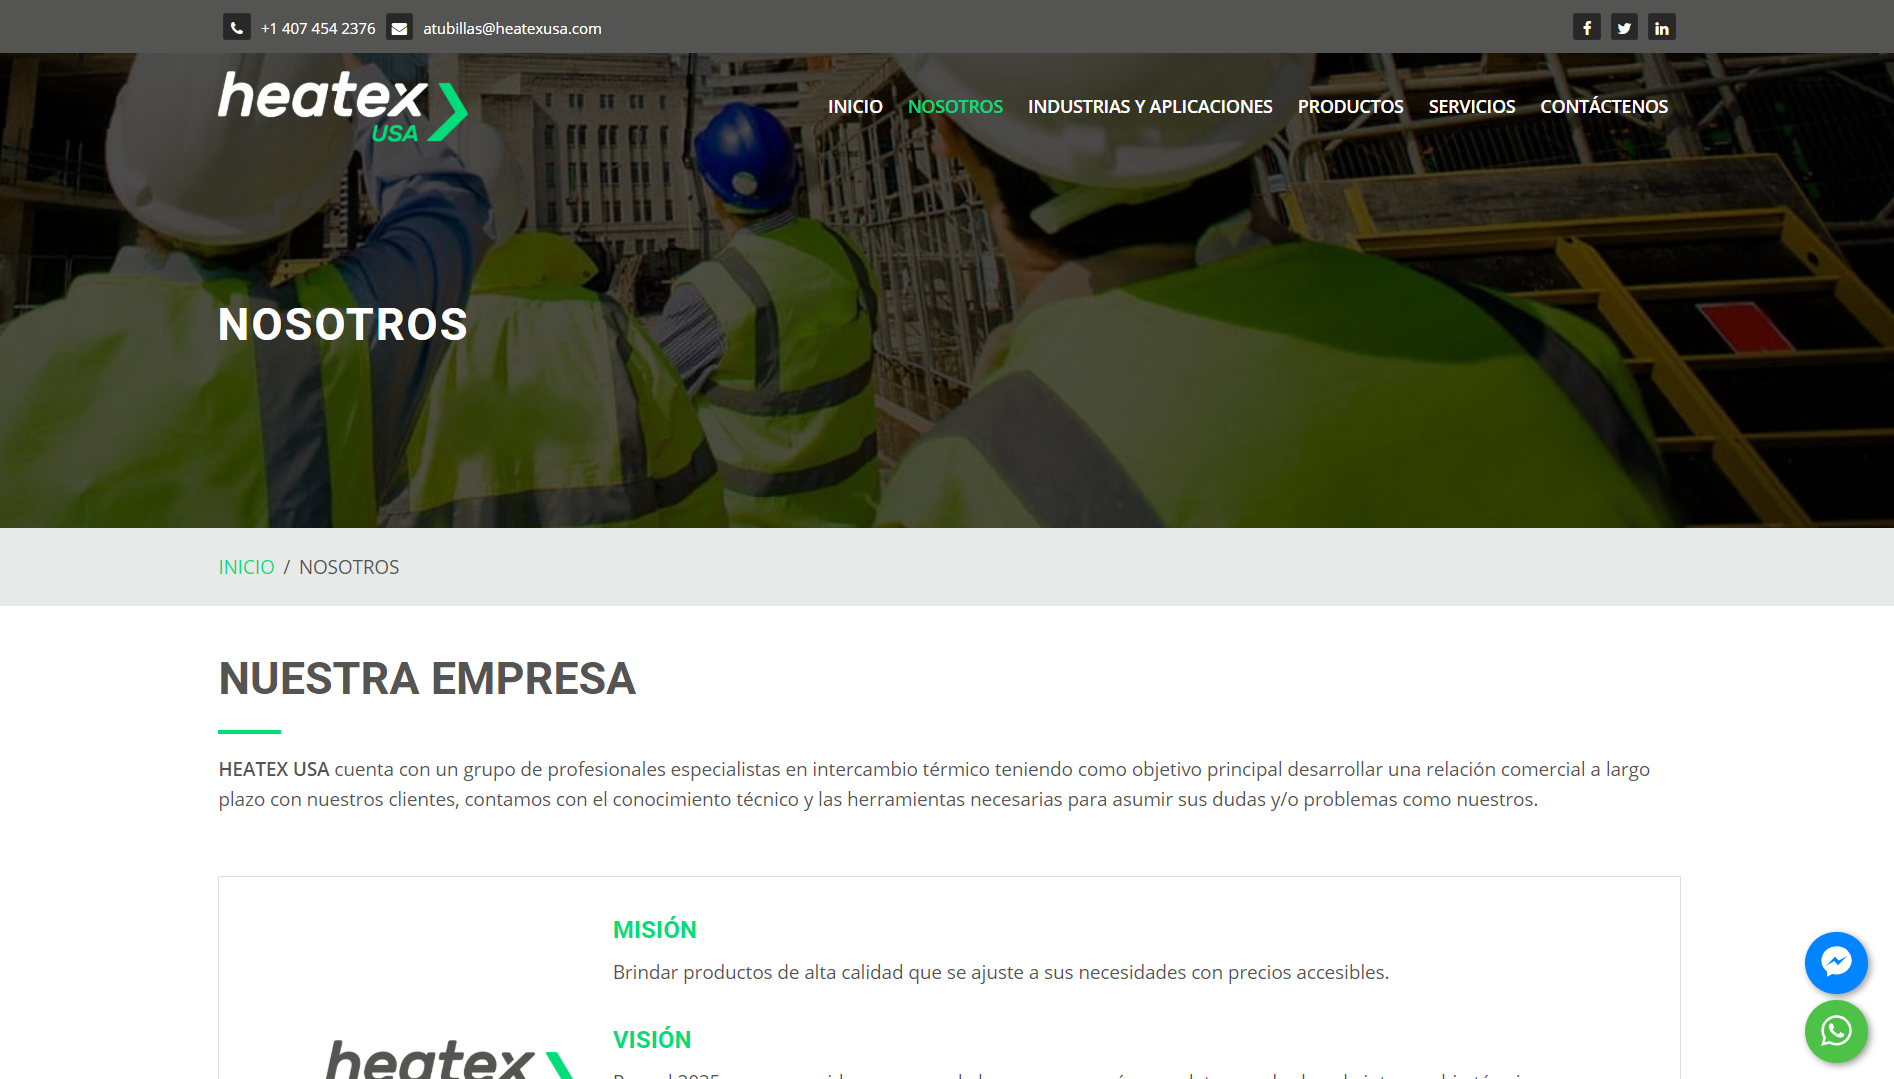 +1 407 454 2376 atubillas@heatexusa.com
heatex
USA
INICIO NOSOTROS INDUSTRIAS Y APLICACIONES PRODUCTOS SERVICIOS CONTÁCTENOS
NOSOTROS
INICIO / NOSOTROS
NUESTRA EMPRESA
HEATEX USA cuenta con un grupo de profesionales especialistas en intercambio térmico teniendo como objetivo principal desarrollar una relación comercial a largo
plazo con nuestros clientes, contamos con el conocimiento técnico y las herramientas necesarias para asumir sus dudas y/o problemas como nuestros.
MISIÓN
Brindar productos de alta calidad que se ajuste a sus necesidades con precios accesibles.
VISIÓN
heatex